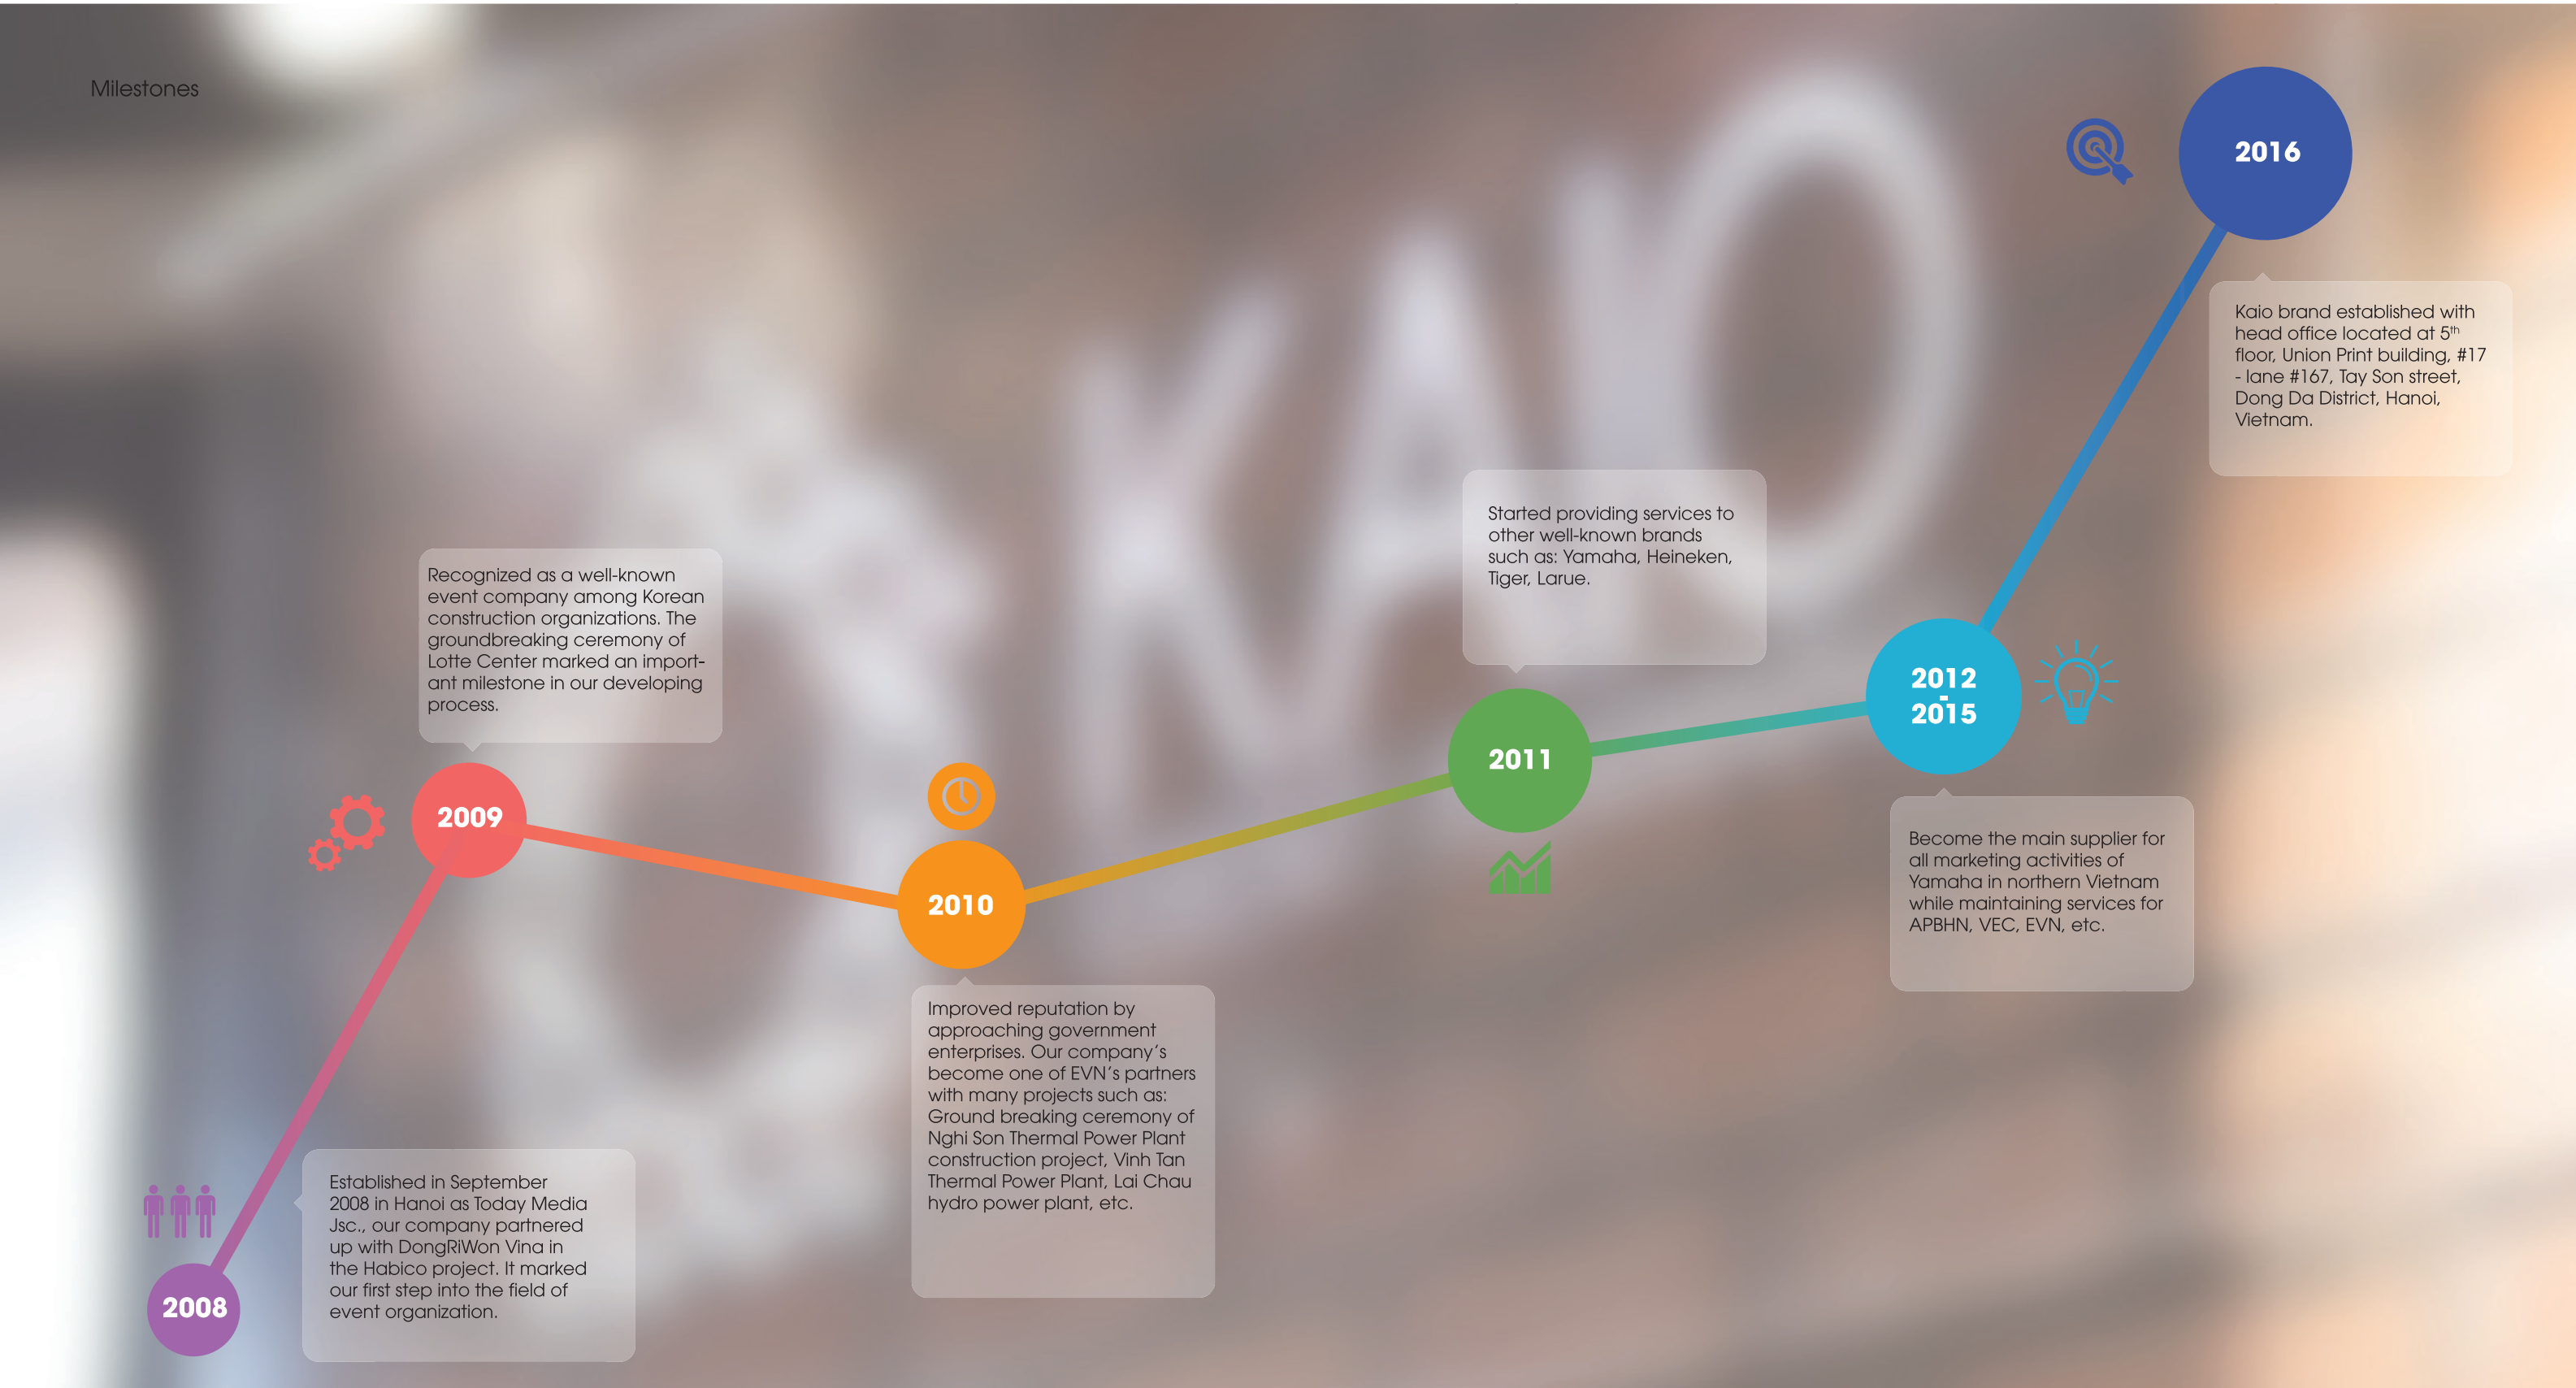 Milestones
2016
Kaio brand established with
head office located at 5th
floor, Union Print building, #17
- lane #167, Tay Son street,
Dong Da District, Hanoi,
Vietnam.
KAIO
Started providing services to
other well-known brands
such as: Yamaha, Heineken,
Tiger, Larue.
Recognized as a well-known
event company among Korean
construction organizations. The
groundbreaking ceremony of
Lotte Center marked an import-
ant milestone in our developing
process.
2012
-
2015
2011
2009
2010
Become the main supplier for
all marketing activities of
Yamaha in northern Vietnam
while maintaining services for
APBHN, VEC, EVN, etc.
Improved reputation by
approaching government
enterprises. Our company's
become one of EVN's partners
with many projects such as:
Ground breaking ceremony of
Nghi Son Thermal Power Plant
construction project, Vinh Tan
Thermal Power Plant, Lai Chau
hydro power plant, etc.
Established in September
2008 in Hanoi as Today Media
Jsc., our company partnered
up with DongRiWon Vina in
the Habico project. It marked
our first step into the field of
event organization.
2008